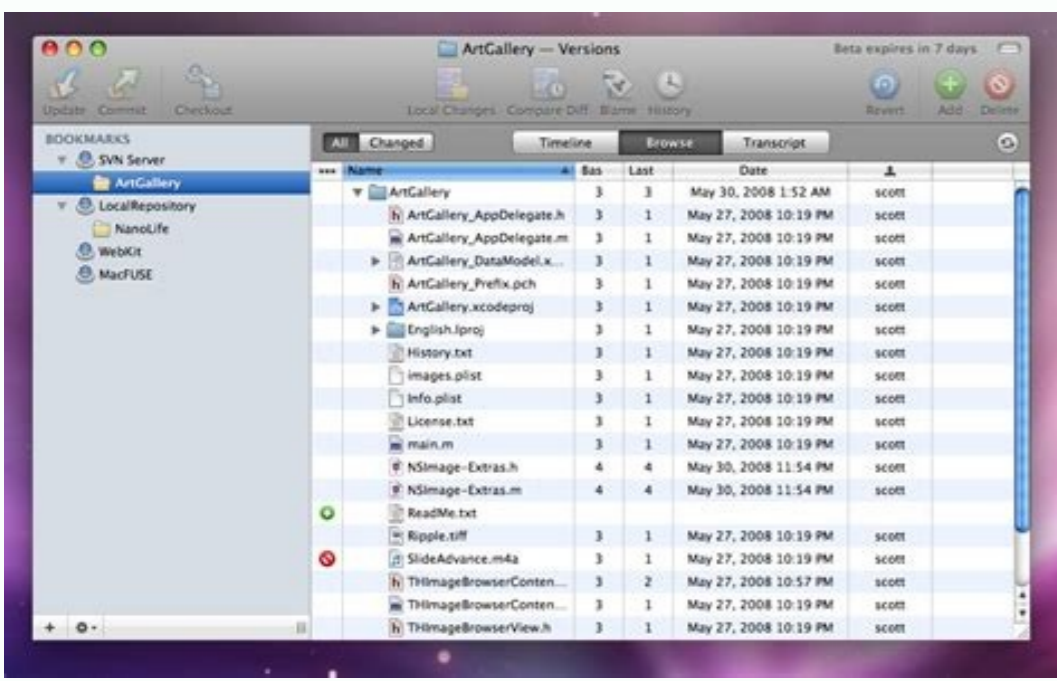 ArtGallery — Versions
Beta expires in 7 days
Update Commit Checkout Local Changes Compare Diff Blame History Revert Add Delete
BOOKMARKS
SVN Server
ArtGallery
LocalRepository
NanoLife
WebKit
MacFUSE
All Changed Timeline Browse Transcript
Name Bas Last Date
ArtGallery 3 3 May 30, 2008 1:52 AM scott
ArtGallery_AppDelegate.h 3 1 May 27, 2008 10:19 PM scott
ArtGallery_AppDelegate.m 3 1 May 27, 2008 10:19 PM scott
ArtGallery_DataModel.x... 3 1 May 27, 2008 10:19 PM scott
ArtGallery_Prefix.pch 3 1 May 27, 2008 10:19 PM scott
ArtGallery.xcodeproj 3 1 May 27, 2008 10:19 PM scott
English.lproj 3 1 May 27, 2008 10:19 PM scott
History.txt 3 1 May 27, 2008 10:19 PM scott
images.plist 3 1 May 27, 2008 10:19 PM scott
Info.plist 3 1 May 27, 2008 10:19 PM scott
License.txt 3 1 May 27, 2008 10:19 PM scott
main.m 3 1 May 27, 2008 10:19 PM scott
NSImage-Extras.h 4 4 May 30, 2008 11:54 PM scott
NSImage-Extras.m 4 4 May 30, 2008 11:54 PM scott
ReadMe.txt
Ripple.tiff 3 1 May 27, 2008 10:19 PM scott
SlideAdvance.m4a 3 1 May 27, 2008 10:19 PM scott
THImageBrowserConten... 3 2 May 27, 2008 10:57 PM scott
THImageBrowserConten... 3 1 May 27, 2008 10:19 PM scott
THImageBrowserView.h 3 1 May 27, 2008 10:19 PM scott